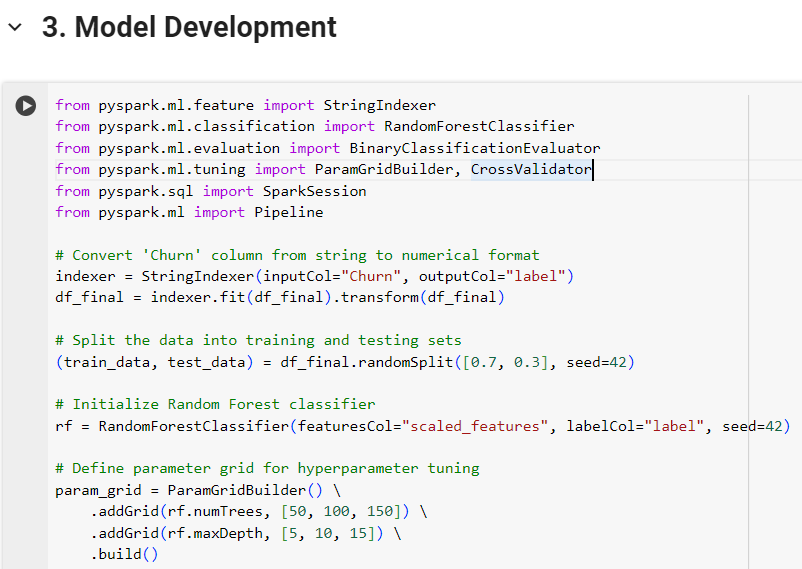 3. Model Development
from pyspark.ml.feature import StringIndexer
from pyspark.ml.classification import RandomForestClassifier
from pyspark.ml.evaluation import BinaryClassificationEvaluator
from pyspark.ml.tuning import ParamGridBuilder, CrossValidator
from pyspark.sql import SparkSession
from pyspark.ml import Pipeline
# Convert 'Churn' column from string to numerical format
indexer = StringIndexer(inputCol="Churn", outputCol="label")
df_final = indexer.fit(df_final).transform(df_final)
# Split the data into training and testing sets
(train_data, test_data) = df_final.randomSplit([0.7, 0.3], seed=42)
# Initialize Random Forest classifier
rf = RandomForestClassifier(featuresCol="scaled_features", labelCol="label", seed=42)
# Define parameter grid for hyperparameter tuning
param_grid = ParamGridBuilder() \
    .addGrid(rf.numTrees, [50, 100, 150]) \
    .addGrid(rf.maxDepth, [5, 10, 15]) \
    .build()